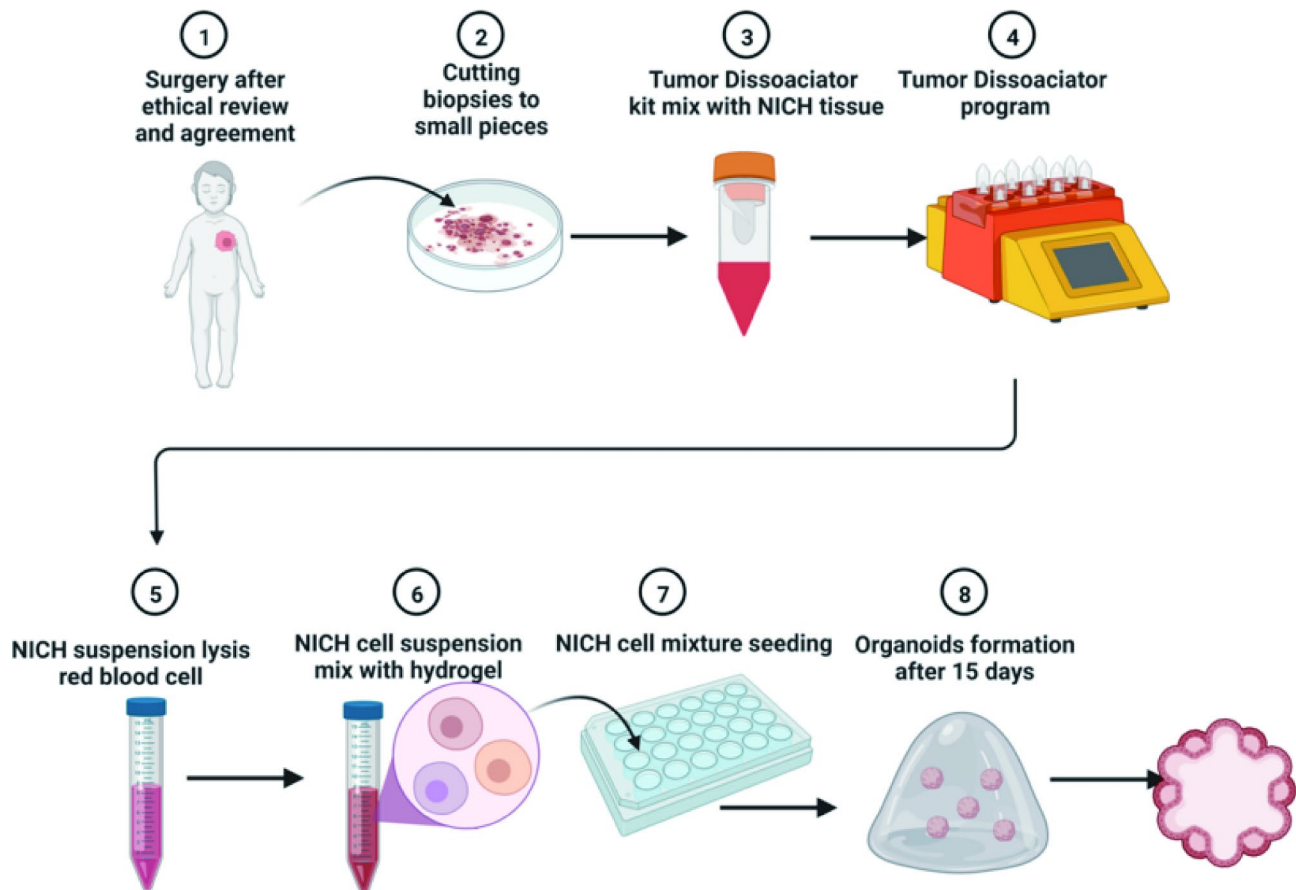 1
Surgery after
ethical review
and agreement
2
Cutting
biopsies to
small pieces
3
Tumor Dissoaciator
kit mix with NICH tissue
4
Tumor Dissoaciator
program
5
NICH suspension lysis
red blood cell
6
NICH cell suspension
mix with hydrogel
7
NICH cell mixture seeding
8
Organoids formation
after 15 days